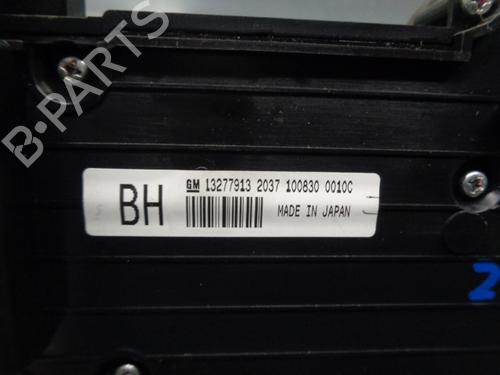 B-PARTS
GM 13277913 2037 100830 0010C
BH
MADE IN JAPAN
2